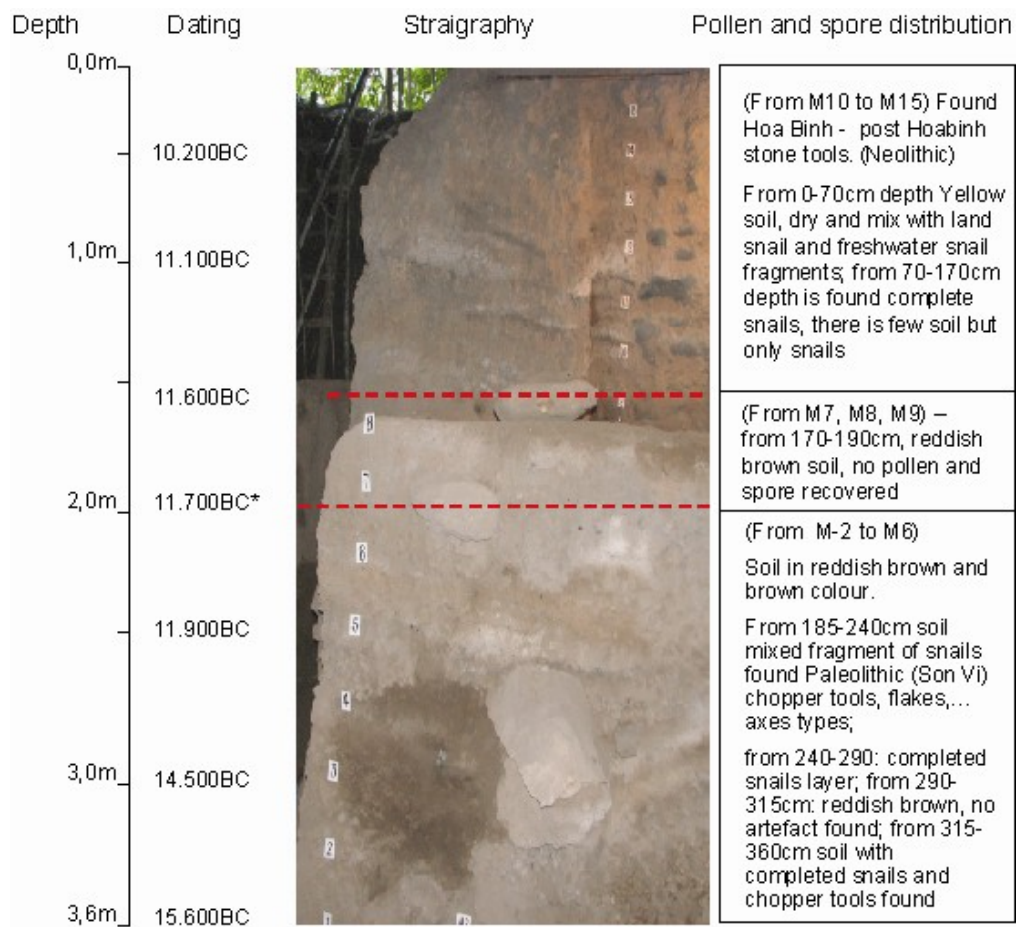 Depth Dating Straigraphy Pollen and spore distribution
0,0m
10.200BC
1,0m
11.100BC
11.600BC
2,0m
11.700BC*
11.900BC
3,0m
14.500BC
3,6m
15.600BC
8
7
6
5
4
3
2
1
(From M10 to M15) Found
Hoa Binh - post Hoabinh
stone tools. (Neolithic)
From 0-70cm depth Yellow
soil, dry and mix with land
snail and freshwater snail
fragments; from 70-170cm
depth is found complete
snails, there is few soil but
only snails
(From M7, M8, M9) –
from 170-190cm, reddish
brown soil, no pollen and
spore recovered
(From M-2 to M6)
Soil in reddish brown and
brown colour.
From 185-240cm soil
mixed fragment of snails
found Paleolithic (Son Vi)
chopper tools, flakes,...
axes types;
from 240-290: completed
snails layer; from 290-
315cm: reddish brown, no
artefact found; from 315-
360cm soil with
completed snails and
chopper tools found